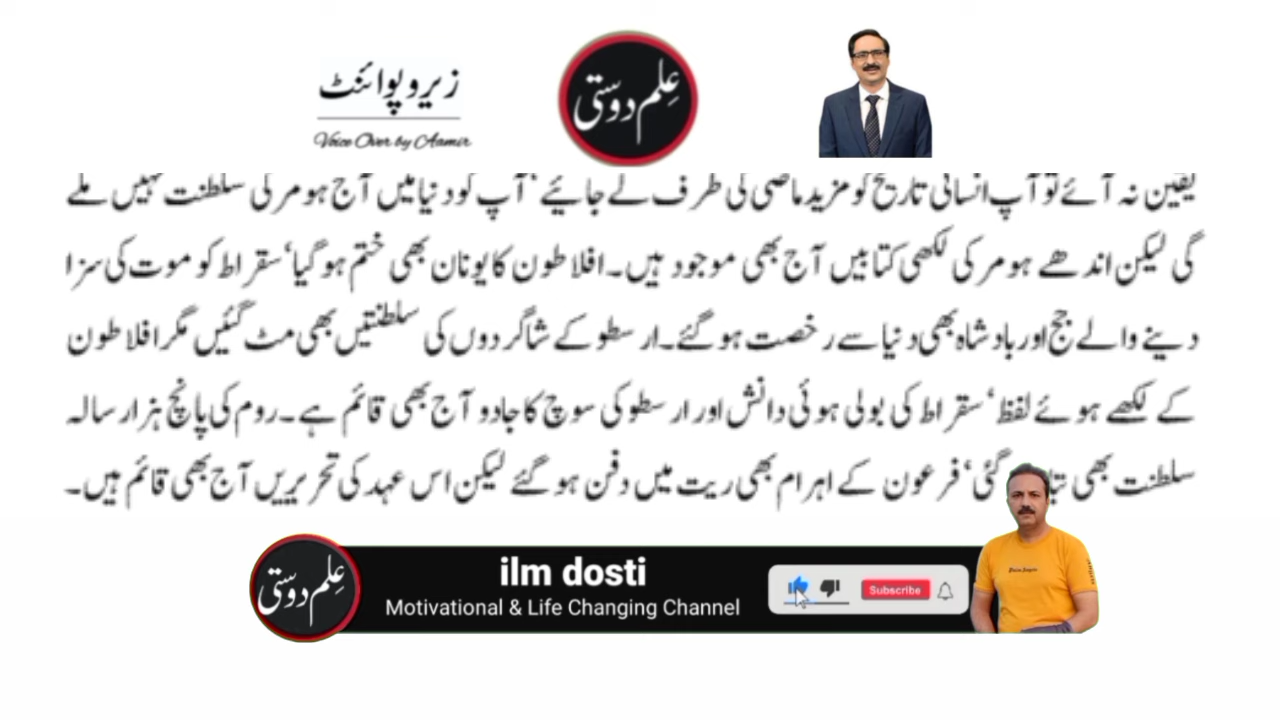 زیرو پوائنٹ
Voice Over by Aamir
علم دوستی
یقین نہ آئے تو آپ انسانی تاریخ کو مزید ماضی کی طرف لے جائیے‘ آپ کو دنیا میں آج ہومر کی سلطنت نہیں ملے
گی لیکن اندھے ہومر کی لکھی کتابیں آج بھی موجود ہیں۔ افلاطون کا یونان بھی ختم ہو گیا‘ سقراط کو موت کی سزا
دینے والے جج اور بادشاہ بھی دنیا سے رخصت ہو گئے۔ ارسطو کے شاگردوں کی سلطنتیں بھی مٹ گئیں مگر افلاطون
کے لکھے ہوئے لفظ‘ سقراط کی بولی ہوئی دانش اور ارسطو کی سوچ کا جادو آج بھی قائم ہے۔ روم کی پانچ ہزار سالہ
سلطنت بھی گئی‘ فرعون کے اہرام بھی ریت میں دفن ہو گئے لیکن اس عہد کی تحریریں آج بھی قائم ہیں۔
علم دوستی
ilm dosti
Motivational & Life Changing Channel
Subscribe